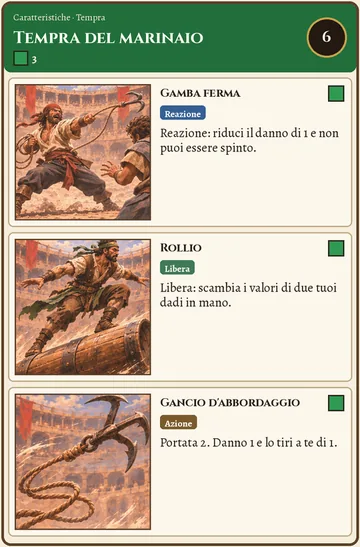 Caratteristiche · Tempra
Tempra del marinaio
6
3
Gamba ferma
Reazione
Reazione: riduci il danno di 1 e non
puoi essere spinto.
Rollio
Libera
Libera: scambia i valori di due tuoi
dadi in mano.
Gancio d'abbordaggio
Azione
Portata 2. Danno 1 e lo tiri a te di 1.